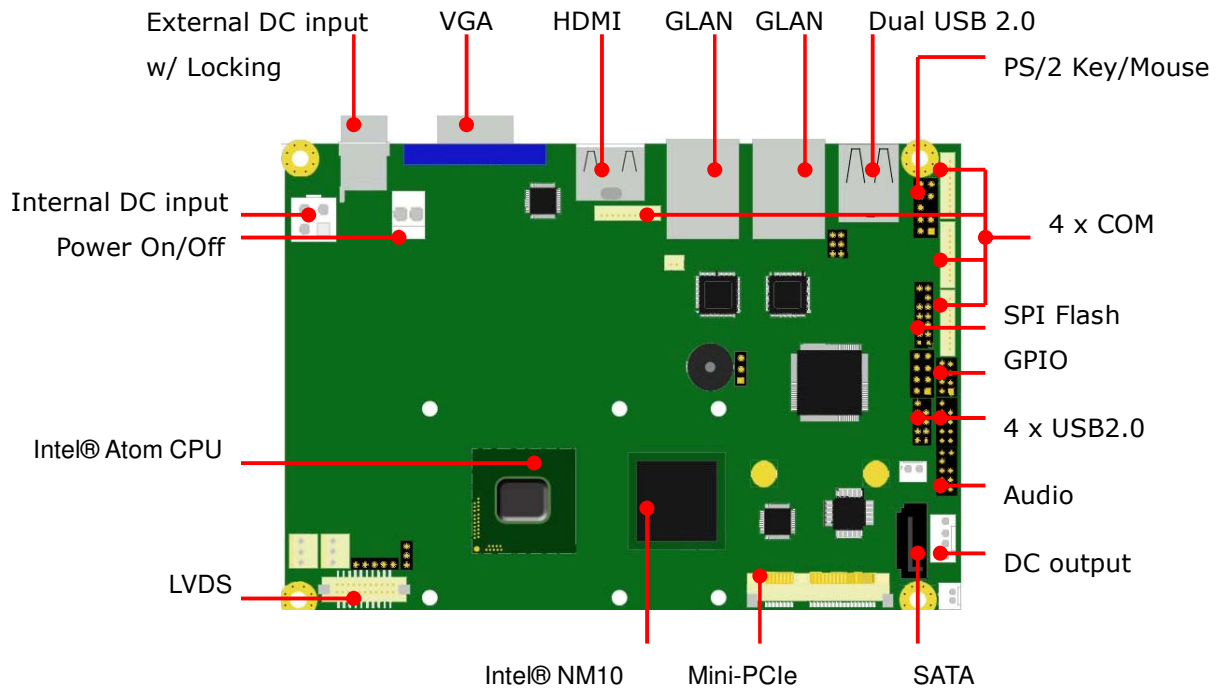 External DC input
w/ Locking
VGA
HDMI
GLAN
GLAN
Dual USB 2.0
PS/2 Key/Mouse
Internal DC input
Power On/Off
4 x COM
SPI Flash
GPIO
4 x USB2.0
Intel® Atom CPU
Audio
DC output
LVDS
Intel® NM10
Mini-PCIe
SATA